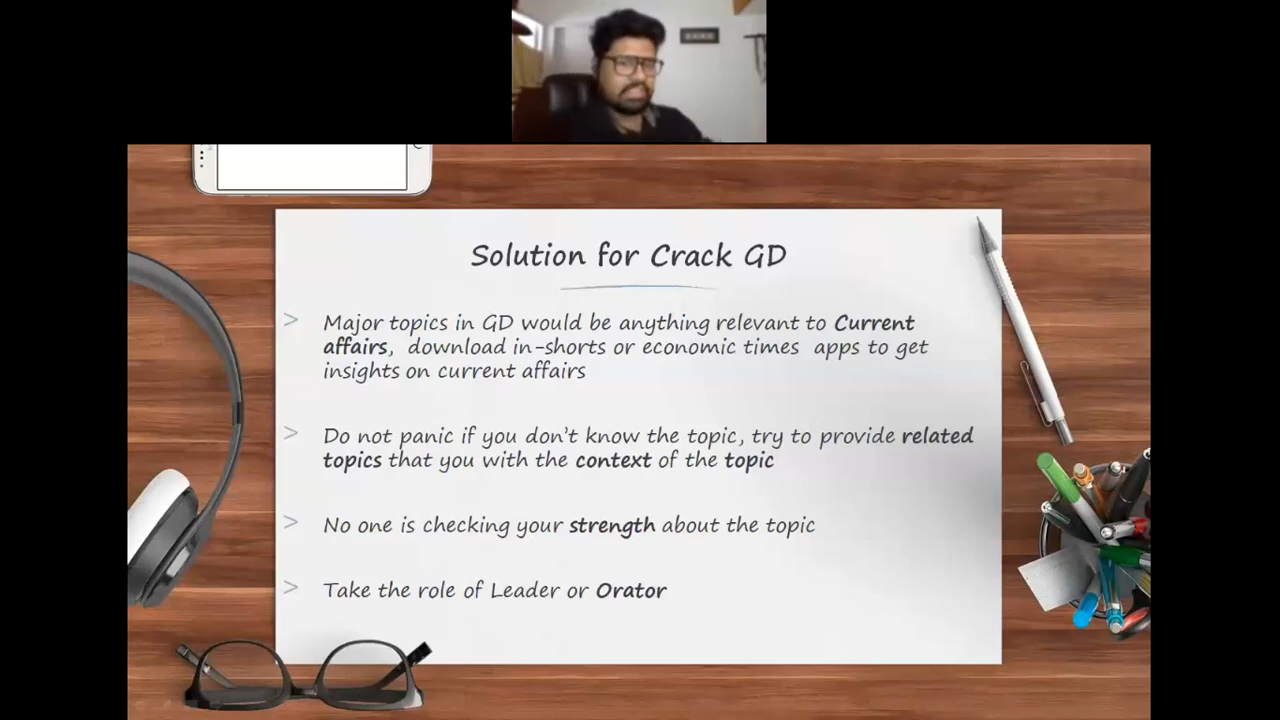 Solution for Crack GD
> Major topics in GD would be anything relevant to Current
affairs, download in-shorts or economic times apps to get
insights on current affairs
> Do not panic if you don't know the topic, try to provide related
topics that you with the context of the topic
> No one is checking your strength about the topic
> Take the role of Leader or Orator